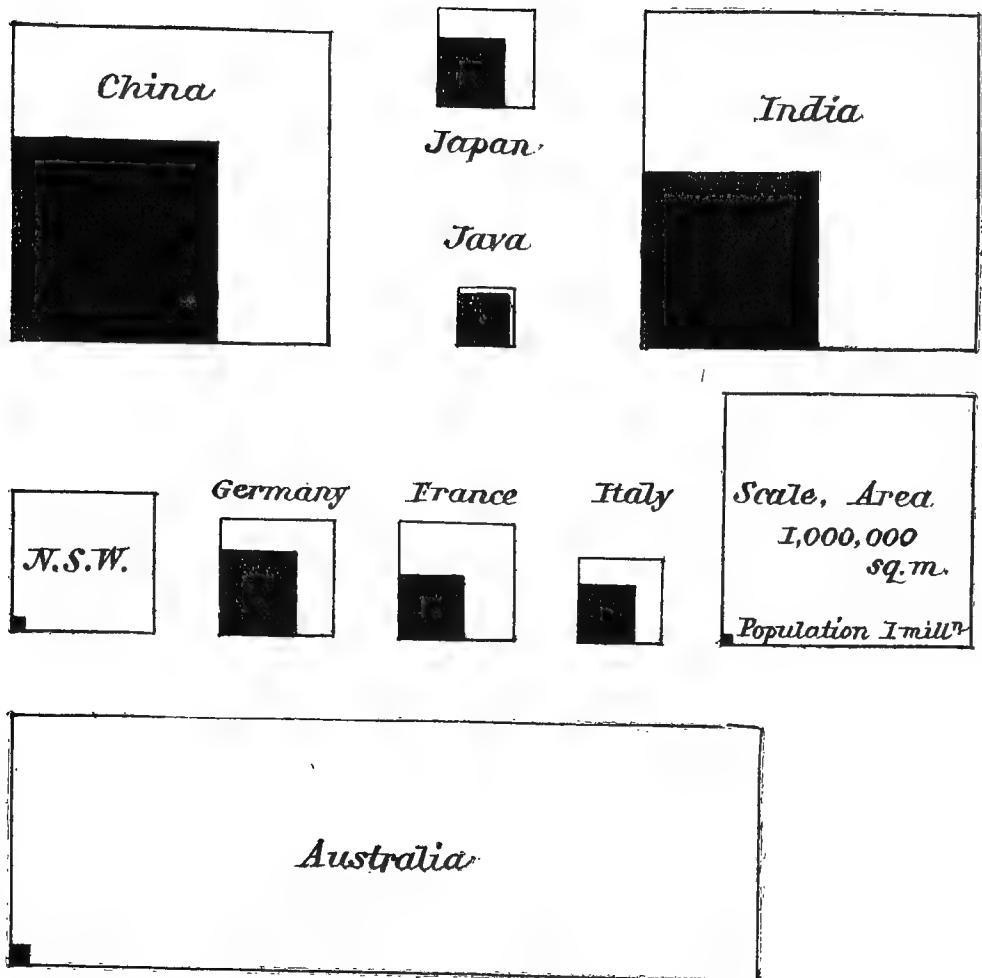 China
Japan
India
Java
N.S.W.
Germany
France
Italy
Scale, Area
1,000,000
sq.m.
Population 1 millⁿ
Australia